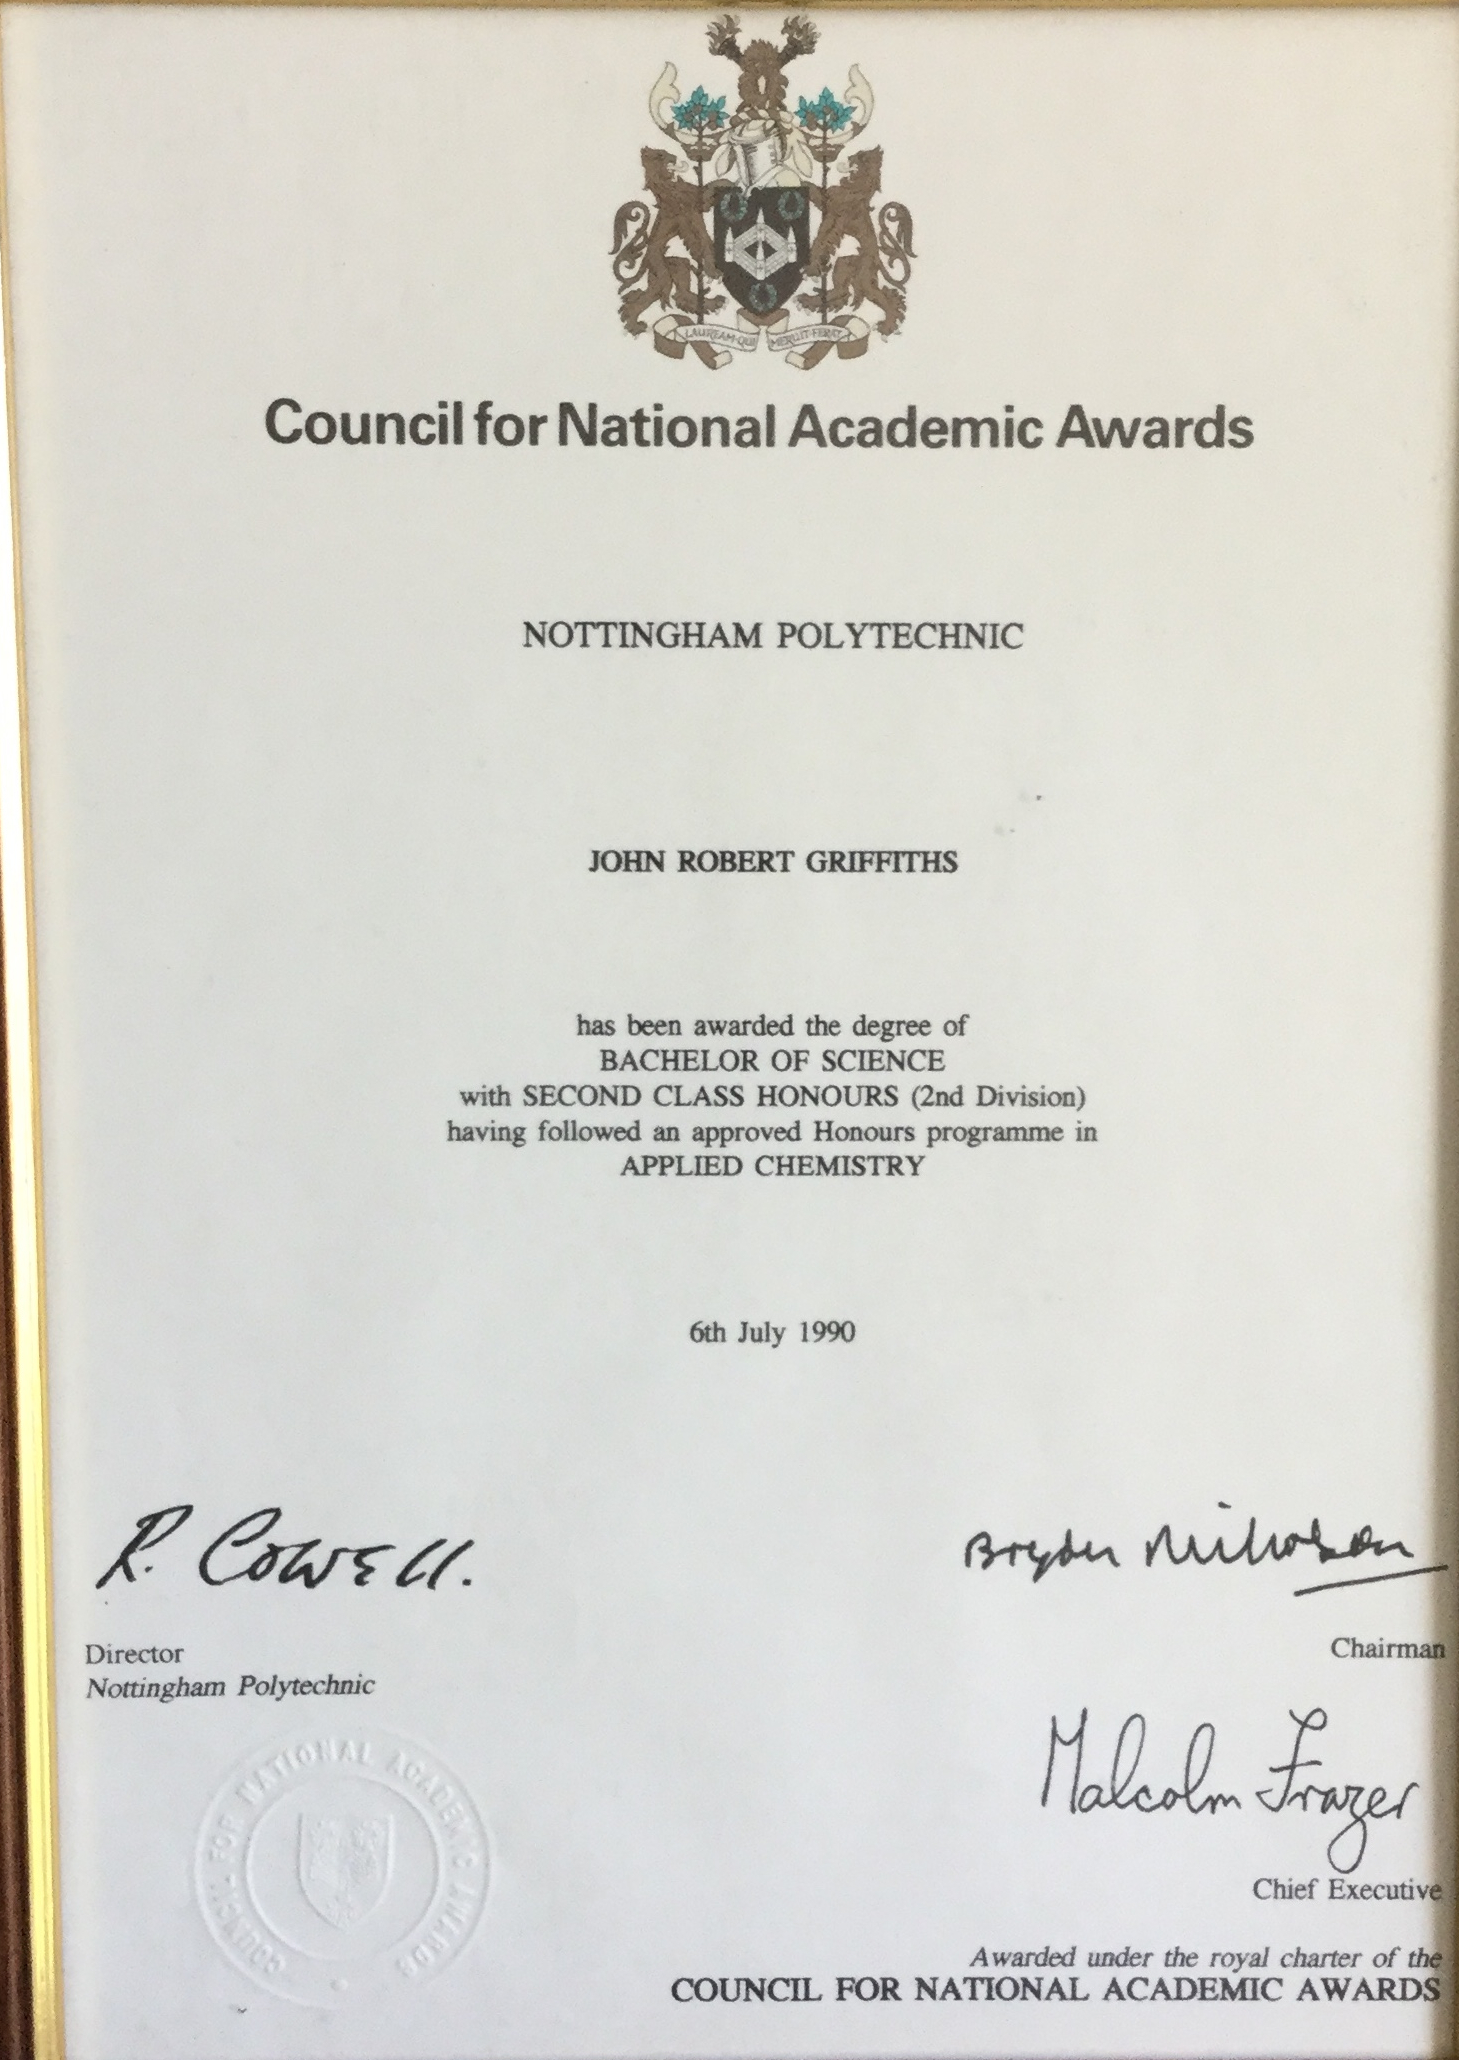 LAUREAM·QUI MERUIT·FERAT
Council for National Academic Awards
NOTTINGHAM POLYTECHNIC
JOHN ROBERT GRIFFITHS
has been awarded the degree of
BACHELOR OF SCIENCE
with SECOND CLASS HONOURS (2nd Division)
having followed an approved Honours programme in
APPLIED CHEMISTRY
6th July 1990
R. COWELL.
Director
Nottingham Polytechnic
Bryan Nicholson
Chairman
Malcolm Frazer
Chief Executive
COUNCIL FOR NATIONAL ACADEMIC AWARDS
Awarded under the royal charter of the
COUNCIL FOR NATIONAL ACADEMIC AWARDS